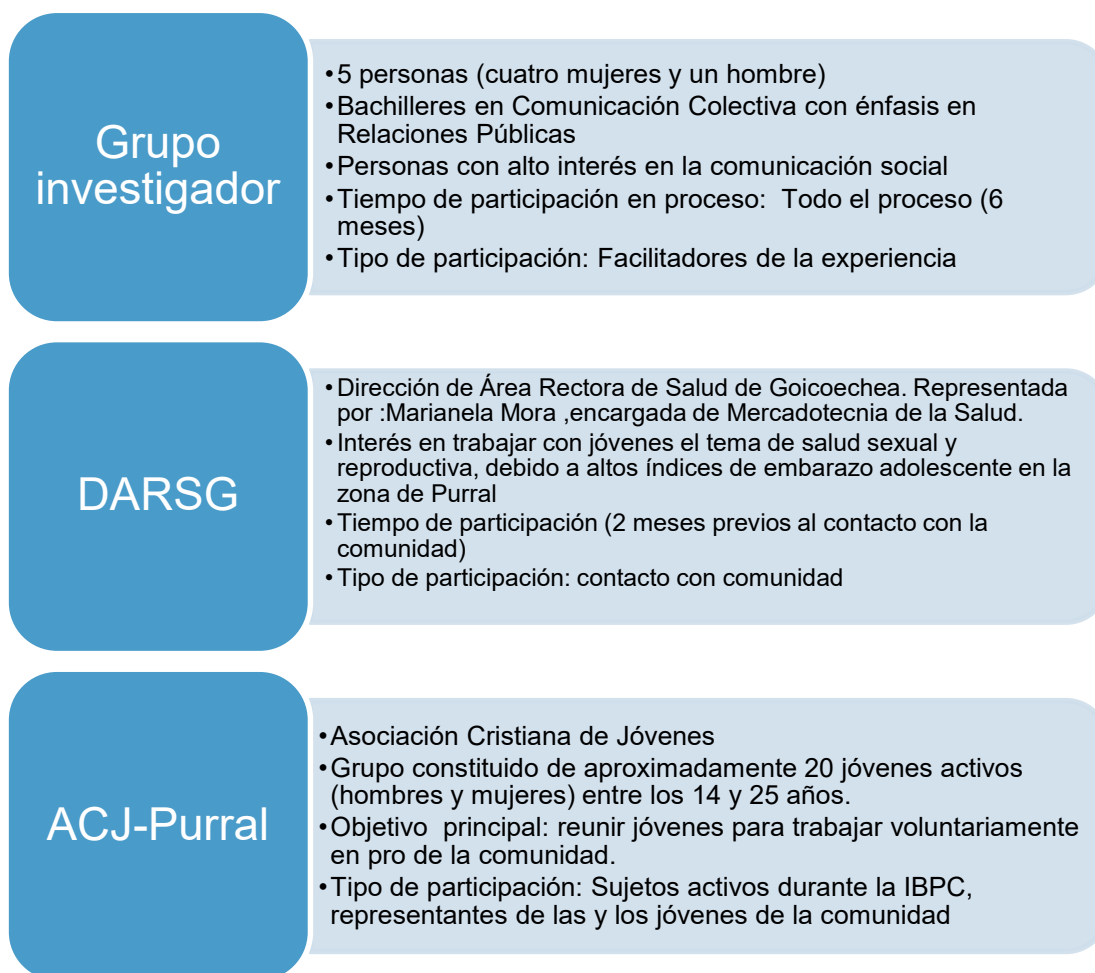 Grupo
investigador
•5 personas (cuatro mujeres y un hombre)
•Bachilleres en Comunicación Colectiva con énfasis en
Relaciones Públicas
•Personas con alto interés en la comunicación social
•Tiempo de participación en proceso: Todo el proceso (6
meses)
•Tipo de participación: Facilitadores de la experiencia
DARSG
•Dirección de Área Rectora de Salud de Goicoechea. Representada
por :Marianela Mora ,encargada de Mercadotecnia de la Salud.
•Interés en trabajar con jóvenes el tema de salud sexual y
reproductiva, debido a altos índices de embarazo adolescente en la
zona de Purral
•Tiempo de participación (2 meses previos al contacto con la
comunidad)
•Tipo de participación: contacto con comunidad
ACJ-Purral
•Asociación Cristiana de Jóvenes
•Grupo constituido de aproximadamente 20 jóvenes activos
(hombres y mujeres) entre los 14 y 25 años.
•Objetivo principal: reunir jóvenes para trabajar voluntariamente
en pro de la comunidad.
•Tipo de participación: Sujetos activos durante la IBPC,
representantes de las y los jóvenes de la comunidad